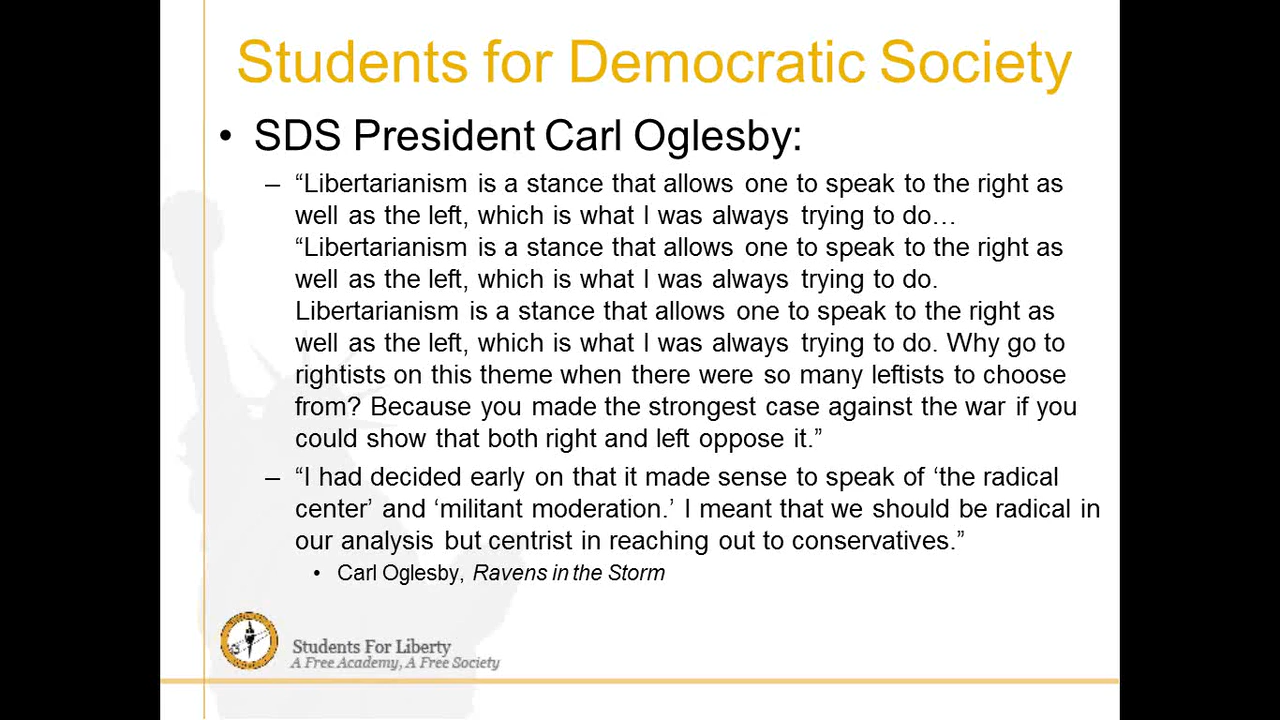 Students for Democratic Society
• SDS President Carl Oglesby:
– “Libertarianism is a stance that allows one to speak to the right as
well as the left, which is what I was always trying to do…
“Libertarianism is a stance that allows one to speak to the right as
well as the left, which is what I was always trying to do.
Libertarianism is a stance that allows one to speak to the right as
well as the left, which is what I was always trying to do. Why go to
rightists on this theme when there were so many leftists to choose
from? Because you made the strongest case against the war if you
could show that both right and left oppose it.”
– “I had decided early on that it made sense to speak of ‘the radical
center’ and ‘militant moderation.’ I meant that we should be radical in
our analysis but centrist in reaching out to conservatives.”
• Carl Oglesby, Ravens in the Storm
Students For Liberty
A Free Academy, A Free Society